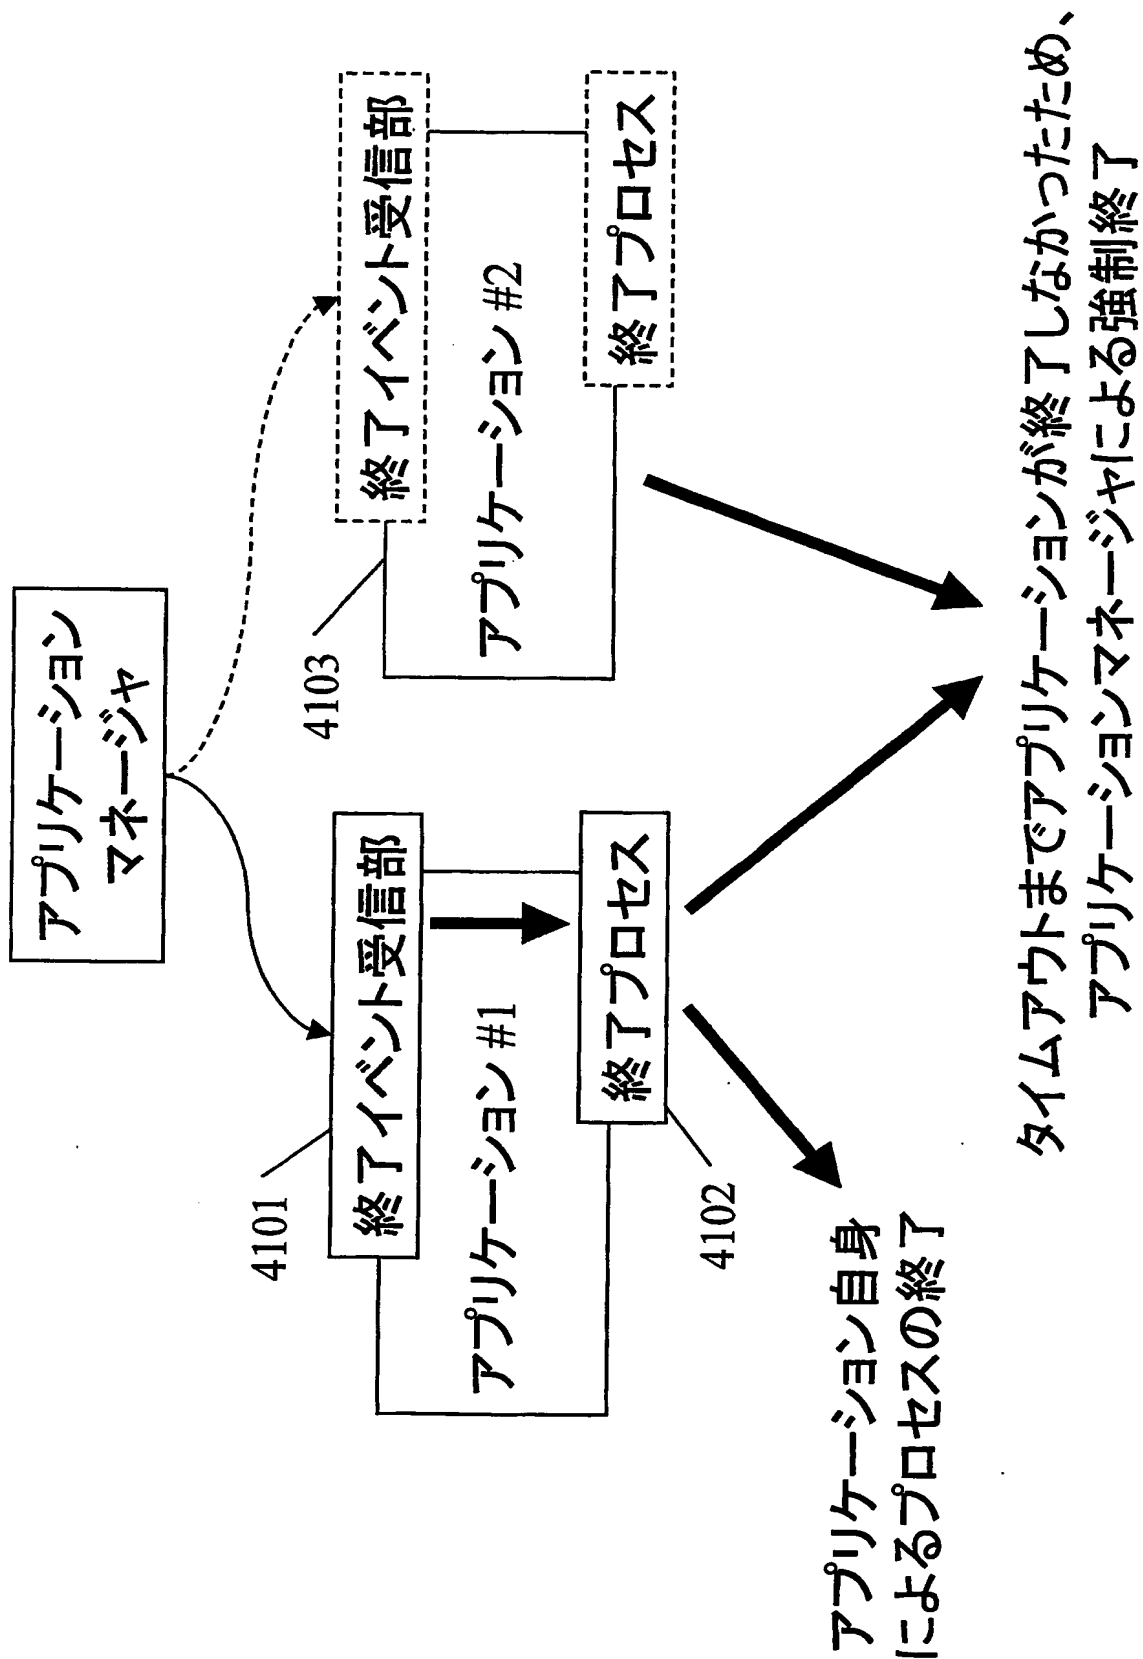 アプリケーション
マネージャ
4101
終了イベント受信部
アプリケーション #1
終了プロセス
4102
4103
終了イベント受信部
アプリケーション #2
終了プロセス
アプリケーション自身
によるプロセスの終了
タイムアウトまでアプリケーションが終了しなかったため、
アプリケーションマネージャによる強制終了